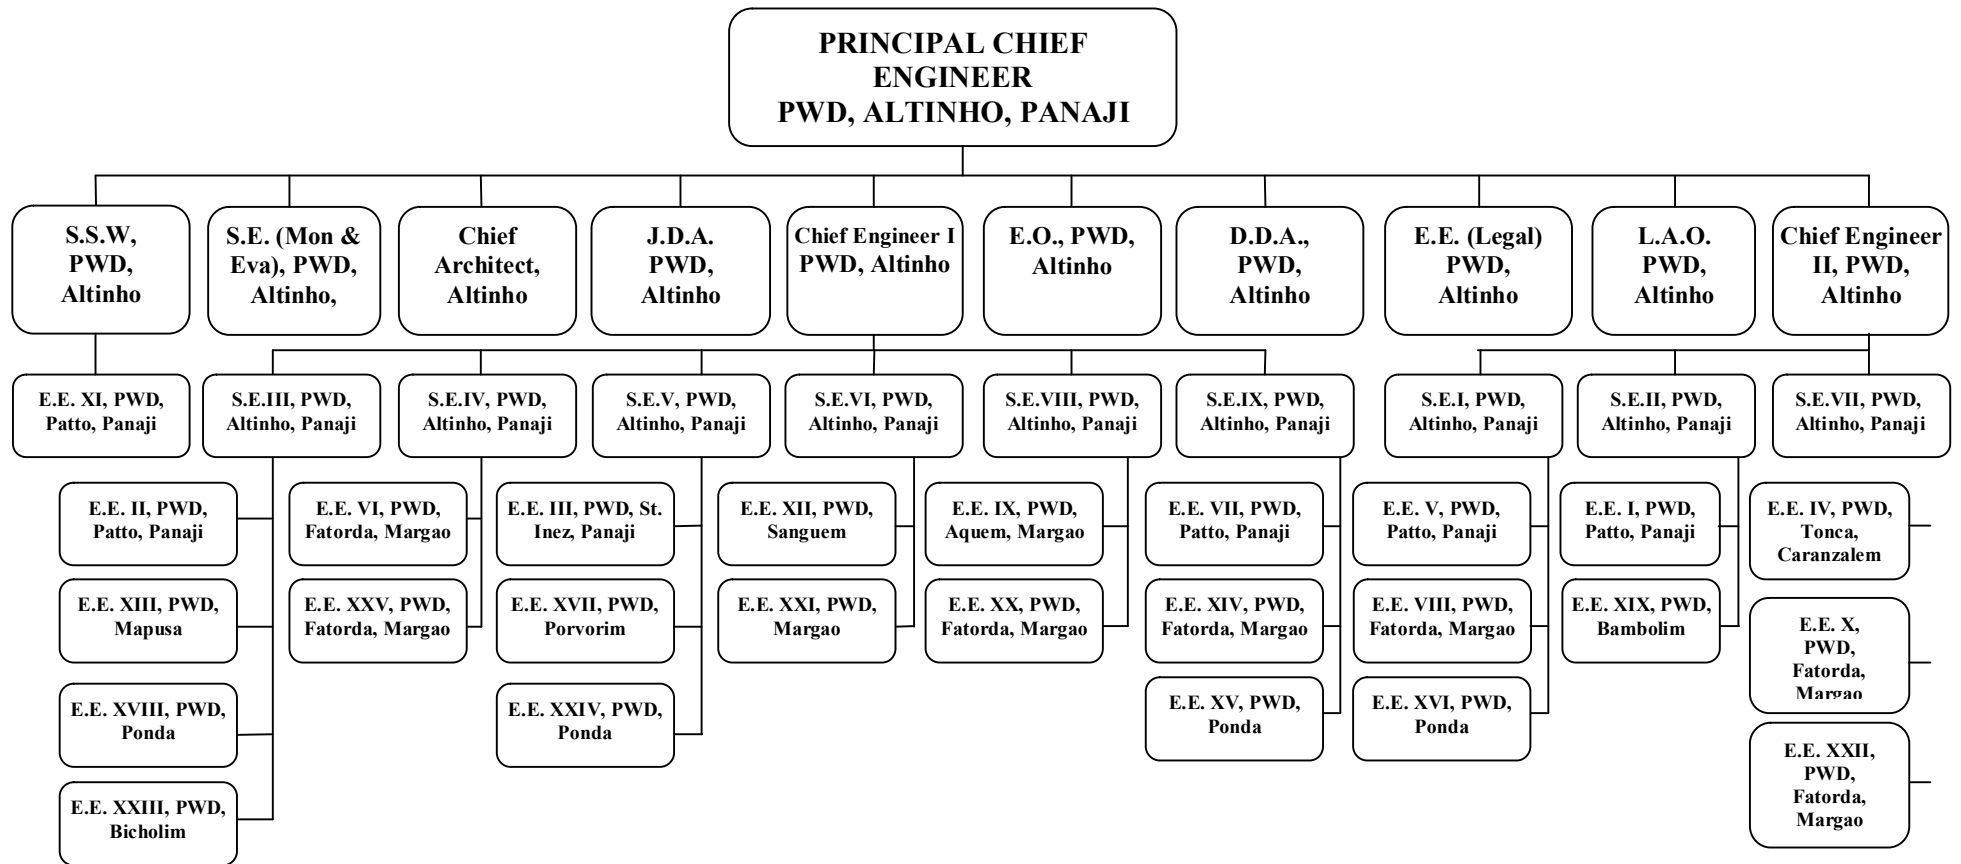 PRINCIPAL CHIEF
ENGINEER
PWD, ALTINHO, PANAJI
S.S.W,
PWD,
Altinho
S.E. (Mon &
Eva), PWD,
Altinho,
Chief
Architect,
Altinho
J.D.A.
PWD,
Altinho
Chief Engineer I
PWD, Altinho
E.O., PWD,
Altinho
D.D.A.,
PWD,
Altinho
E.E. (Legal)
PWD,
Altinho
L.A.O.
PWD,
Altinho
Chief Engineer
II, PWD,
Altinho
E.E. XI, PWD,
Patto, Panaji
S.E.III, PWD,
Altinho, Panaji
S.E.IV, PWD,
Altinho, Panaji
S.E.V, PWD,
Altinho, Panaji
S.E.VI, PWD,
Altinho, Panaji
S.E.VIII, PWD,
Altinho, Panaji
S.E.IX, PWD,
Altinho, Panaji
S.E.I, PWD,
Altinho, Panaji
S.E.II, PWD,
Altinho, Panaji
S.E.VII, PWD,
Altinho, Panaji
E.E. II, PWD,
Patto, Panaji
E.E. VI, PWD,
Fatorda, Margao
E.E. III, PWD, St.
Inez, Panaji
E.E. XII, PWD,
Sanguem
E.E. IX, PWD,
Aquem, Margao
E.E. VII, PWD,
Patto, Panaji
E.E. V, PWD,
Patto, Panaji
E.E. I, PWD,
Patto, Panaji
E.E. IV, PWD,
Tonca,
Caranzalem
E.E. XIII, PWD,
Mapusa
E.E. XXV, PWD,
Fatorda, Margao
E.E. XVII, PWD,
Porvorim
E.E. XXI, PWD,
Margao
E.E. XX, PWD,
Fatorda, Margao
E.E. XIV, PWD,
Fatorda, Margao
E.E. VIII, PWD,
Fatorda, Margao
E.E. XIX, PWD,
Bambolim
E.E. X,
PWD,
Fatorda,
Margao
E.E. XVIII, PWD,
Ponda
E.E. XXIV, PWD,
Ponda
E.E. XV, PWD,
Ponda
E.E. XVI, PWD,
Ponda
E.E. XXII,
PWD,
Fatorda,
Margao
E.E. XXIII, PWD,
Bicholim